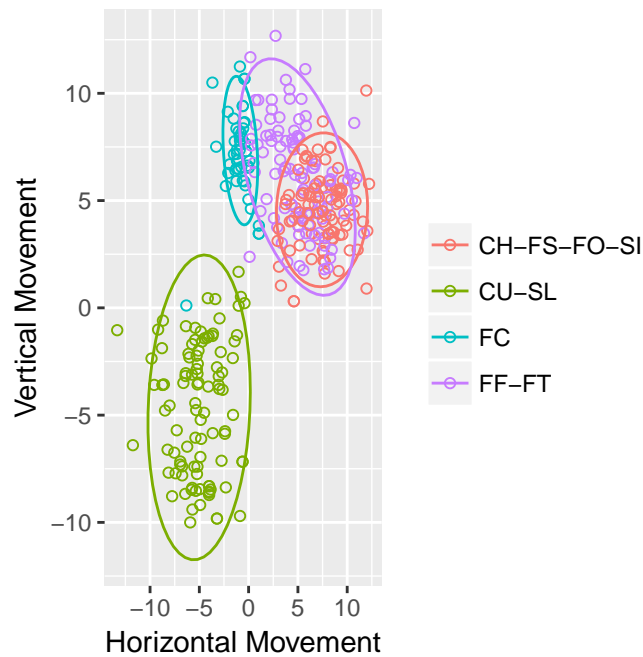 10
5
0
−5
−10
Vertical Movement
−10 −5 0 5 10
Horizontal Movement
CH−FS−FO−SI
CU−SL
FC
FF−FT